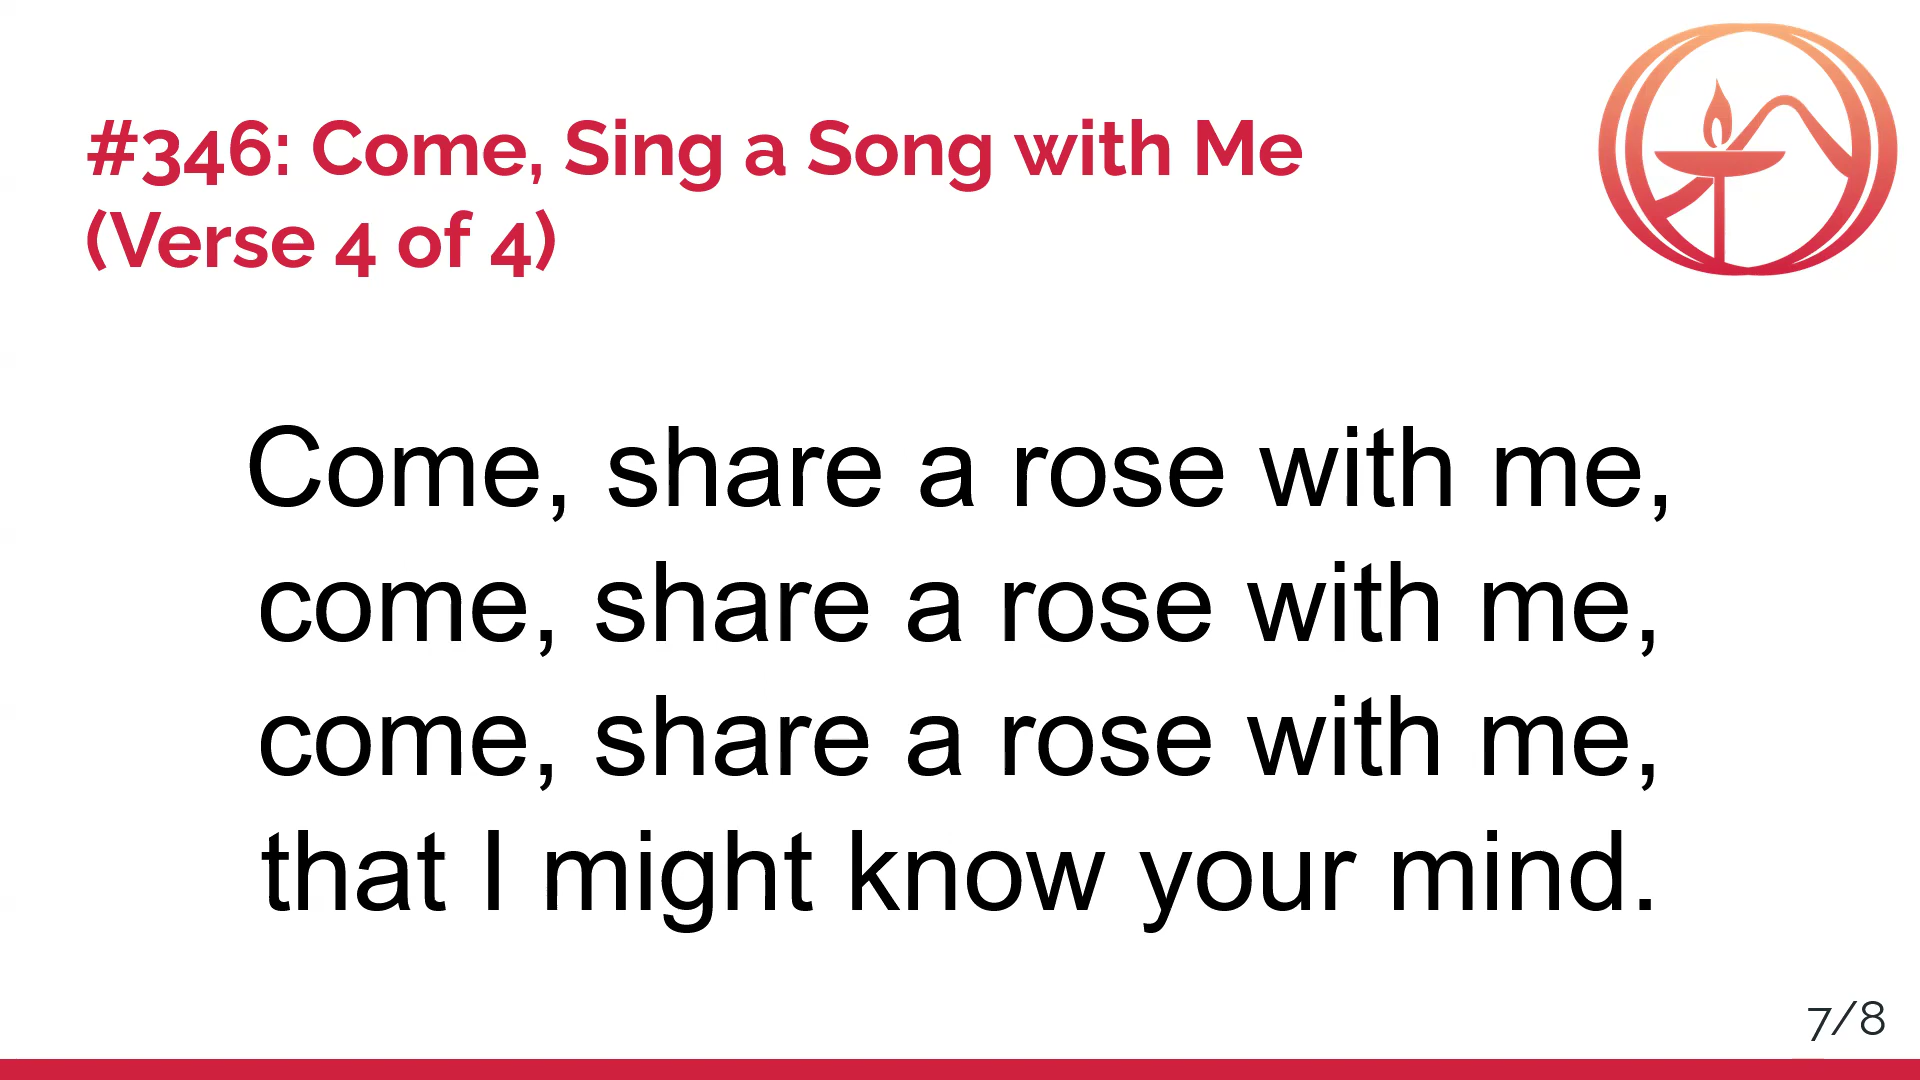 #346: Come, Sing a Song with Me
(Verse 4 of 4)
Come, share a rose with me,
come, share a rose with me,
come, share a rose with me,
that I might know your mind.
7/8